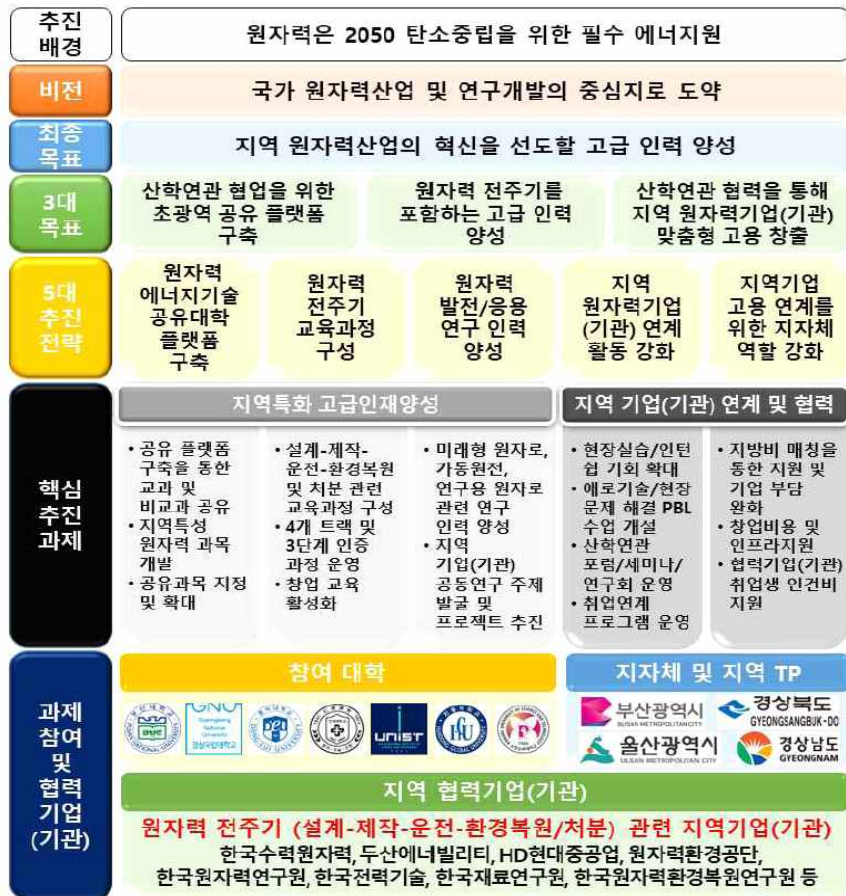 추진
배경
원자력은 2050 탄소중립을 위한 필수 에너지원
비전
국가 원자력산업 및 연구개발의 중심지로 도약
최종
목표
지역 원자력산업의 혁신을 선도할 고급 인력 양성
3대
목표
산학연관 협업을 위한
초광역 공유 플랫폼
구축
원자력 전주기를
포함하는 고급 인력
양성
산학연관 협력을 통해
지역 원자력기업(기관)
맞춤형 고용 창출
5대
추진
전략
원자력
에너지기술
공유대학
플랫폼
구축
원자력
전주기
교육과정
구성
원자력
발전/응용
연구 인력
양성
지역
원자력기업
(기관) 연계
활동 강화
지역기업
고용 연계를
위한 지자체
역할 강화
핵심
추진
과제
지역특화 고급인재양성
• 공유 플랫폼
구축을 통한
교과 및
비교과 공유
• 지역특성
원자력 과목
개발
• 공유과목 지정
및 확대
• 설계-제작-
운전-환경복원
및 처분 관련
교육과정 구성
• 4개 트랙 및
3단계 인증
과정 운영
• 창업 교육
활성화
• 미래형 원자로,
가동원전,
연구용 원자로
관련 연구
인력 양성
• 지역
기업(기관)
공동연구 주제
발굴 및
프로젝트 추진
지역 기업(기관) 연계 및 협력
• 현장실습/인턴
쉽 기회 확대
• 애로기술/현장
문제 해결 PBL
수업 개설
• 산학연관
포럼/세미나/
연구회 운영
• 취업연계
프로그램 운영
• 지방비 매칭을
통한 지원 및
기업 부담
완화
• 창업비용 및
인프라지원
• 협력기업(기관)
취업생 인건비
지원
과제
참여
및
협력
기업
(기관)
참여 대학
GNU
Gyeongsang
National
University
경상국립대학교
UNIST
지자체 및 지역 TP
부산광역시
BUSAN METROPOLITAN CITY
경상북도
GYEONGSANGBUK-DO
울산광역시
ULSAN METROPOLITAN CITY
경상남도
GYEONGNAM
지역 협력기업(기관)
원자력 전주기 (설계-제작-운전-환경복원/처분) 관련 지역기업(기관)
한국수력원자력, 두산에너빌리티, HD현대중공업, 원자력환경공단,
한국원자력연구원, 한국전력기술, 한국재료연구원, 한국원자력환경복원연구원 등